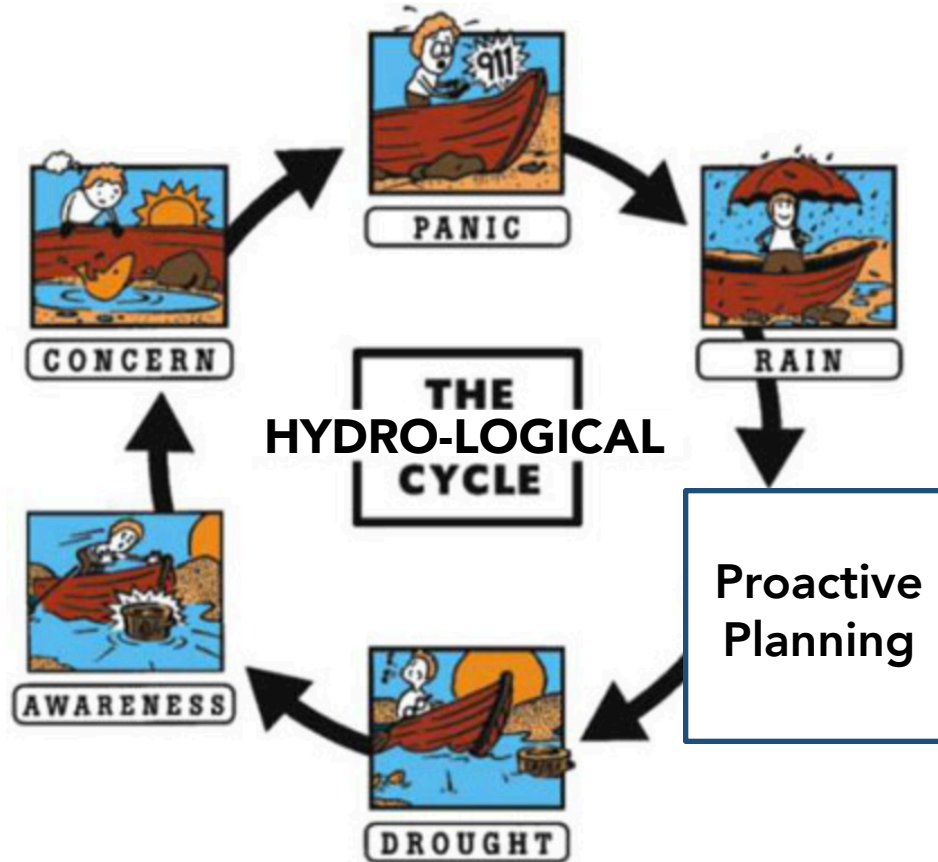 911
PANIC
CONCERN
RAIN
THE
HYDRO-LOGICAL
CYCLE
Proactive
Planning
AWARENESS
DROUGHT